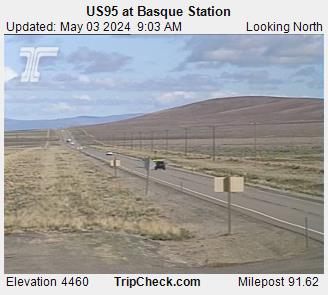 US95 at Basque Station
Updated: May 03 2024 9:03 AM Looking North
Elevation 4460 TripCheck.com Milepost 91.62